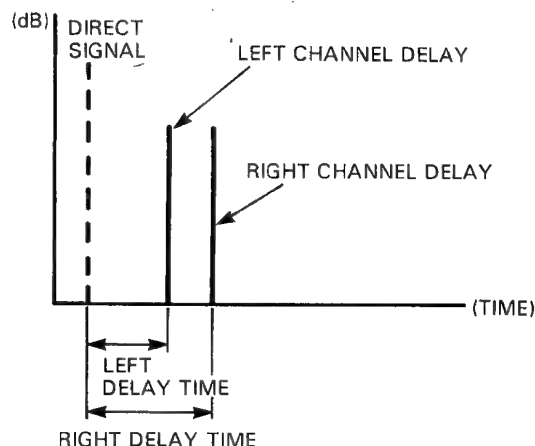 (dB)
DIRECT
SIGNAL
LEFT CHANNEL DELAY
RIGHT CHANNEL DELAY
(TIME)
LEFT
DELAY TIME
RIGHT DELAY TIME